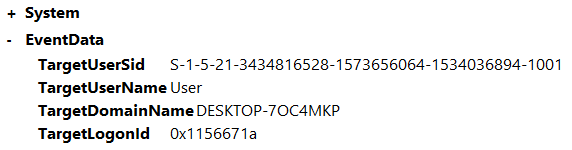 + System
- EventData
TargetUserSid S-1-5-21-3434816528-1573656064-1534036894-1001
TargetUserName User
TargetDomainName DESKTOP-7OC4MKP
TargetLogonId 0x1156671a